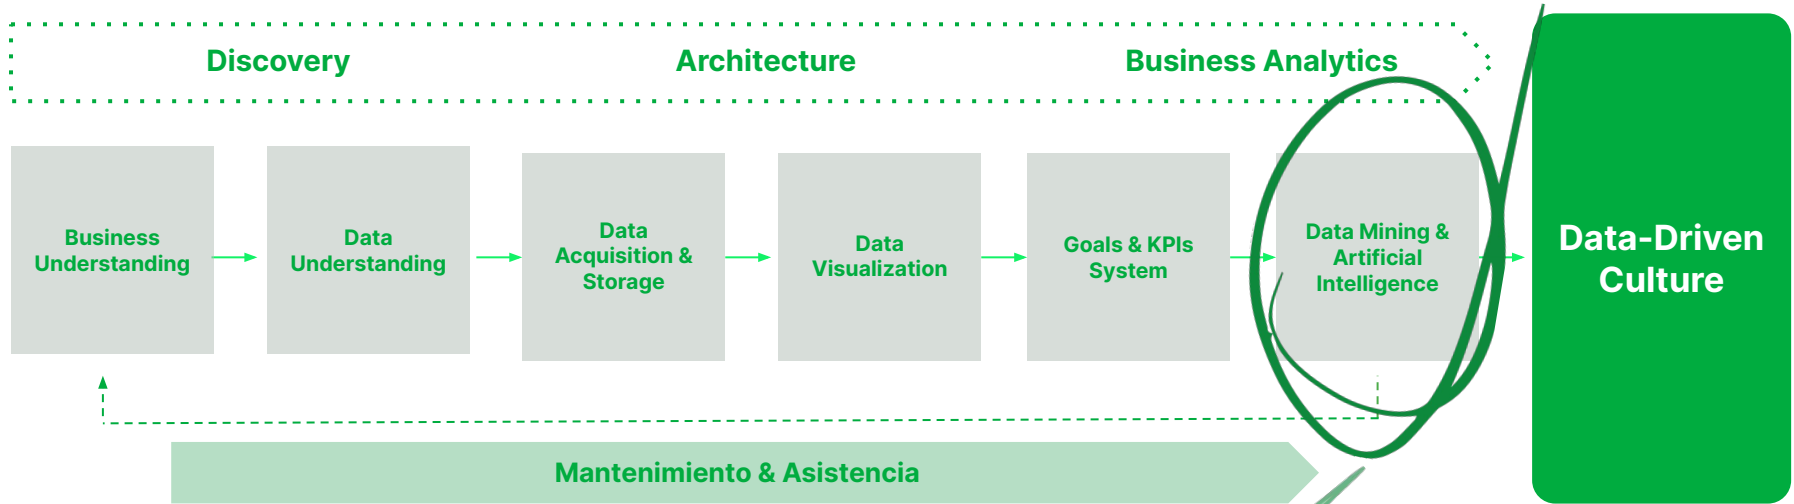 Discovery
Architecture
Business Analytics
Business
Understanding
Data
Understanding
Data
Acquisition &
Storage
Data
Visualization
Goals & KPIs
System
Data Mining &
Artificial
Intelligence
Data-Driven
Culture
Mantenimiento & Asistencia